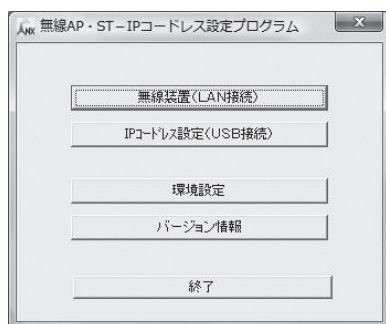 ANX 無線AP・ST－IPコードレス設定プログラム
無線装置(LAN接続)
IPｺｰﾄﾞﾚｽ設定(USB接続)
環境設定
バージョン情報
終了